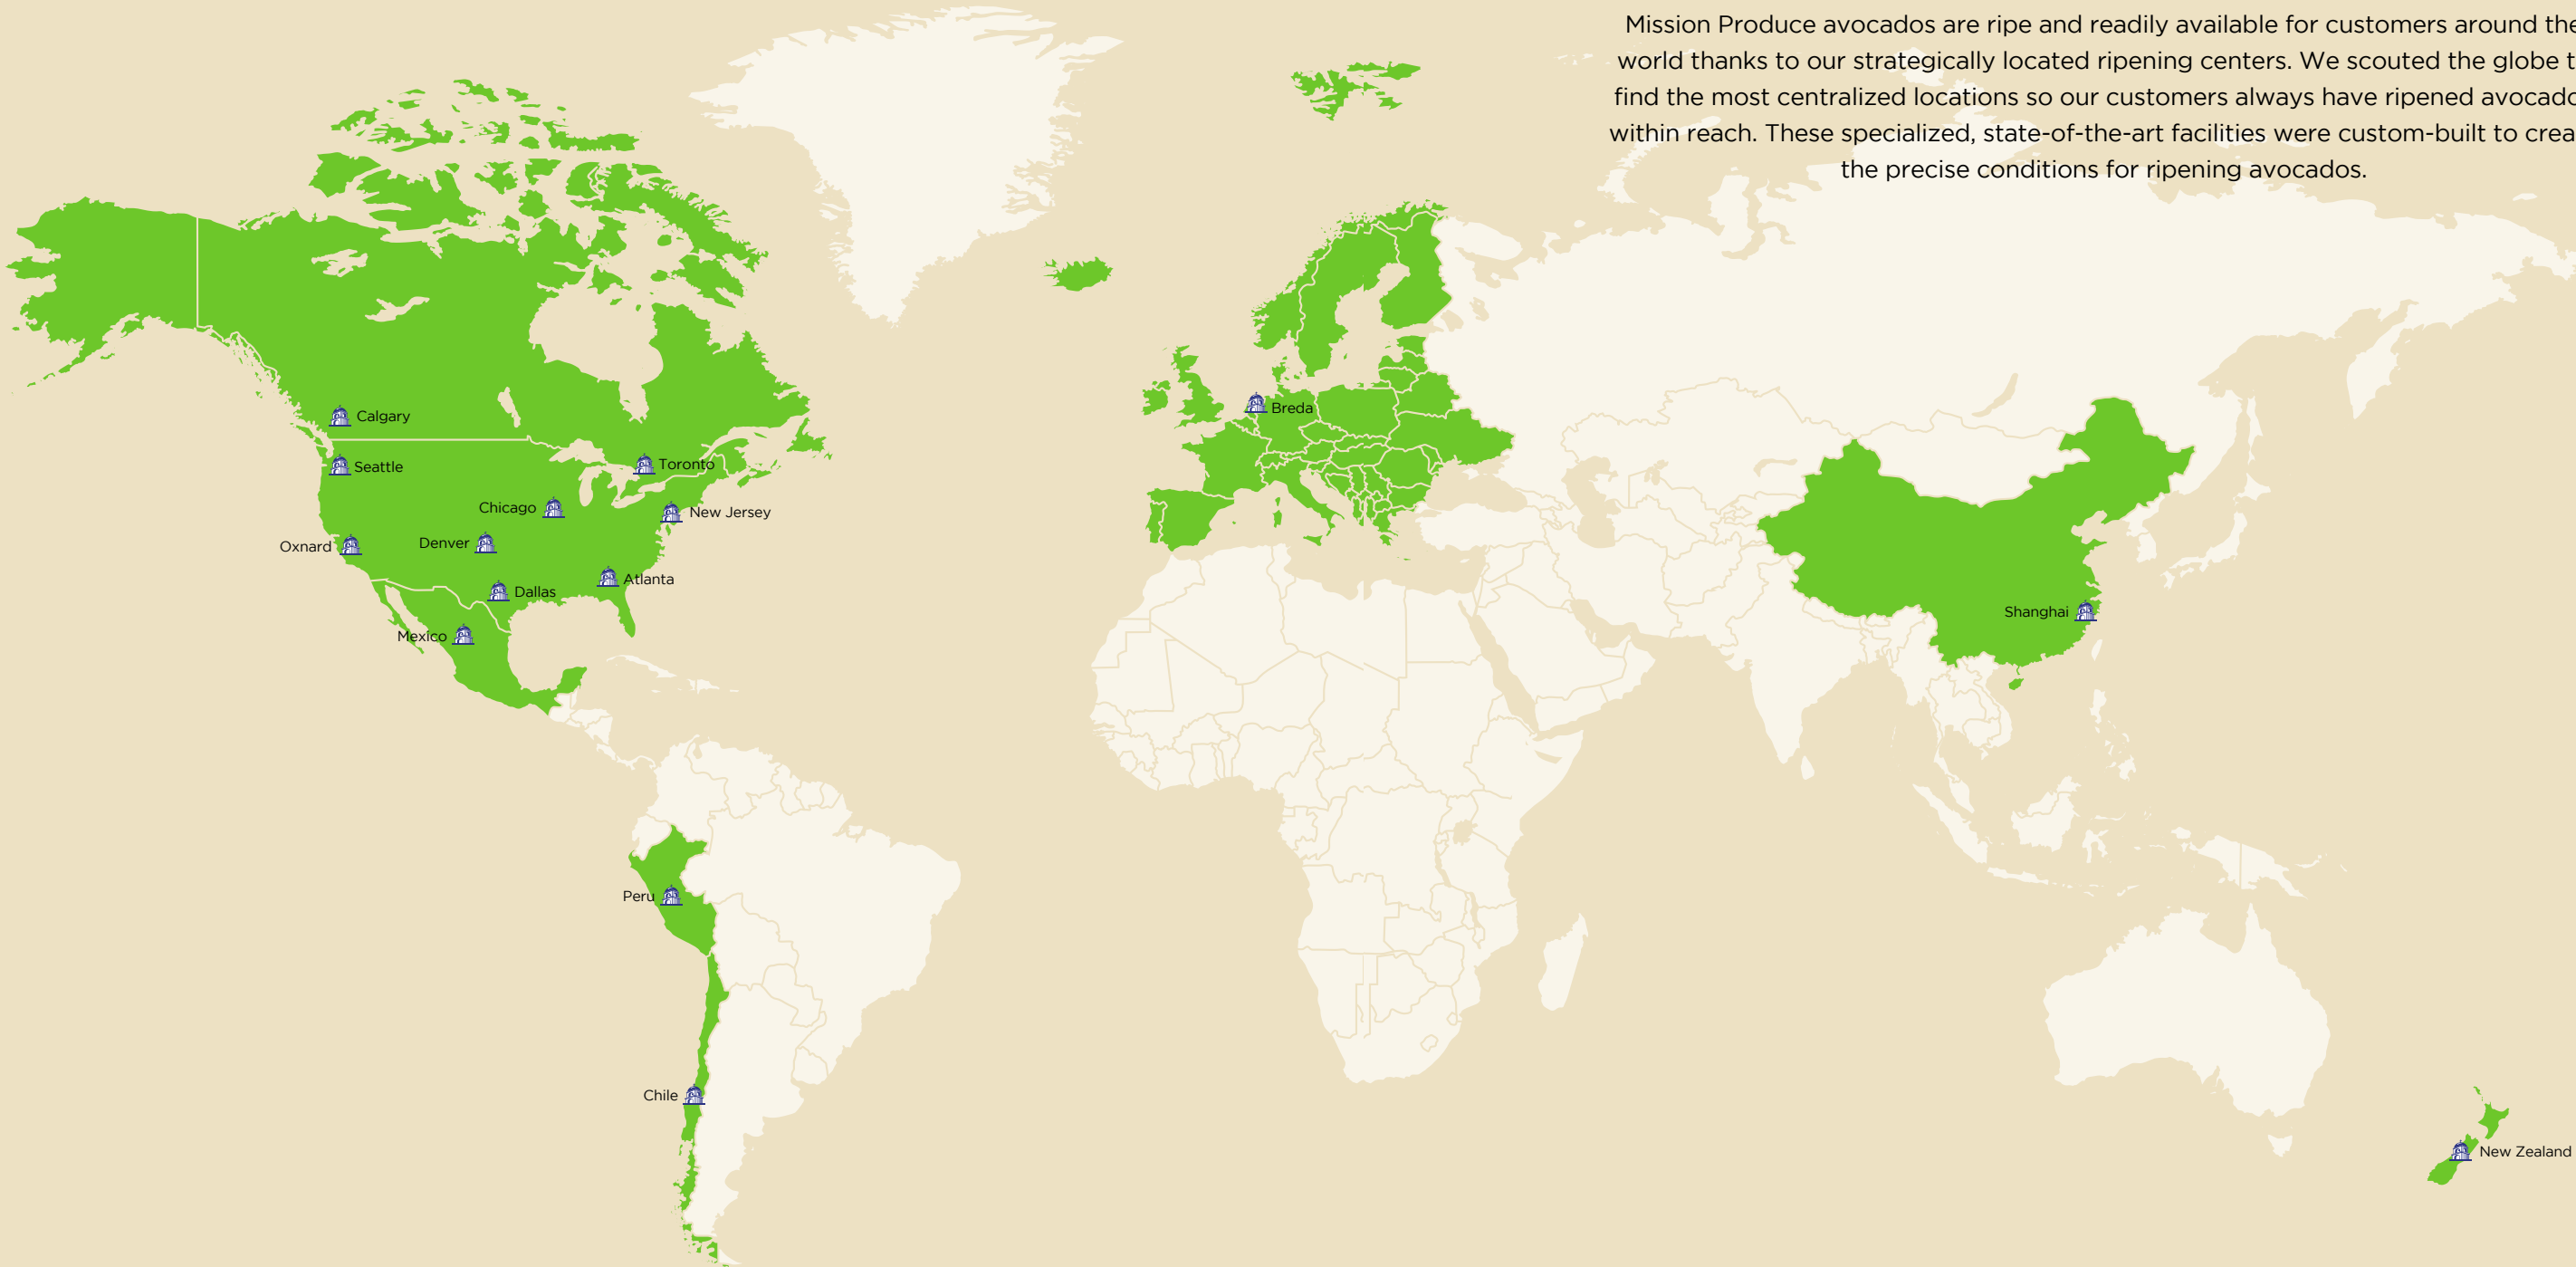 Mission Produce avocados are ripe and readily available for customers around the
world thanks to our strategically located ripening centers. We scouted the globe t
find the most centralized locations so our customers always have ripened avocado
within reach. These specialized, state-of-the-art facilities were custom-built to crea
the precise conditions for ripening avocados.
Calgary
Breda
Seattle
Toronto
Chicago
New Jersey
Oxnard
Denver
Atlanta
Dallas
Shanghai
Mexico
Peru
Chile
New Zealand